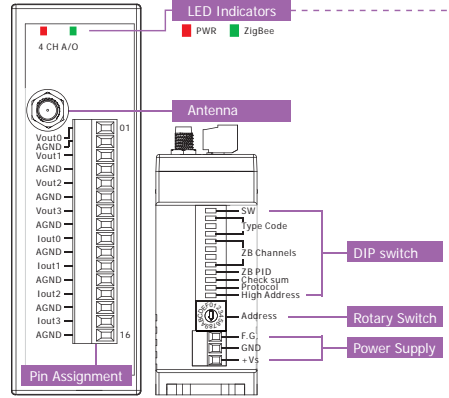 LED Indicators
PWR ZigBee
4 CH A/O
Antenna
01
Vout0
AGND
Vout1
AGND
Vout2
AGND
Vout3
AGND
Iout0
AGND
Iout1
AGND
Iout2
AGND
Iout3
AGND
16
Pin Assignment
SW
Type Code
ZB Channels
ZB PID
Check sum
Protocol
High Address
DIP switch
Address
Rotary Switch
F.G.
GND
+Vs
Power Supply